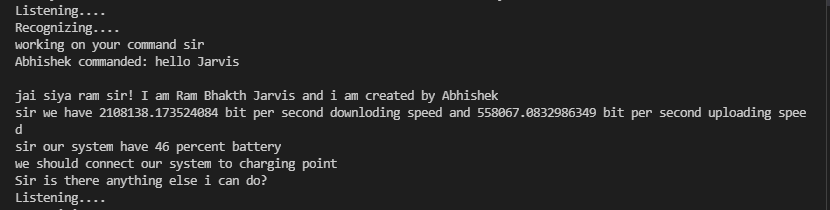 Listening....
Recognizing....
working on your command sir
Abhishek commanded: hello Jarvis
jai siya ram sir! I am Ram Bhakth Jarvis and i am created by Abhishek
sir we have 2108138.173524084 bit per second downloding speed and 558067.0832986349 bit per second uploading spee
d
sir our system have 46 percent battery
we should connect our system to charging point
Sir is there anything else i can do?
Listening....